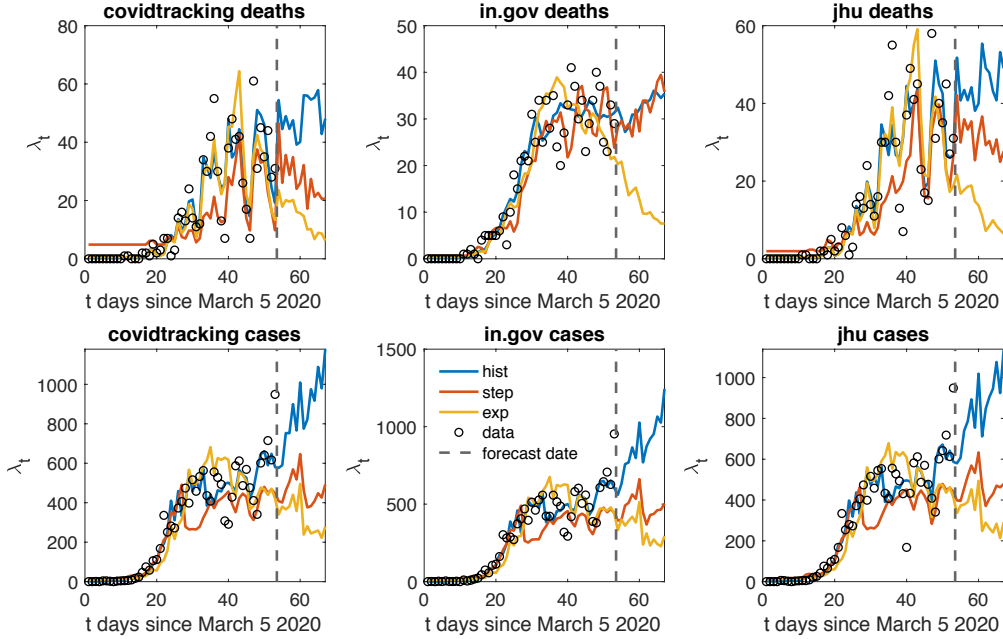 covidtracking deaths
80
60
40
20
0
λt
0 20 40 60
t days since March 5 2020
in.gov deaths
50
40
30
20
10
0
λt
0 20 40 60
t days since March 5 2020
jhu deaths
60
40
20
0
λt
0 20 40 60
t days since March 5 2020
covidtracking cases
1000
800
600
400
200
0
λt
0 20 40 60
t days since March 5 2020
in.gov cases
1500
1000
500
0
λt
hist
step
exp
data
forecast date
0 20 40 60
t days since March 5 2020
jhu cases
1000
800
600
400
200
0
λt
0 20 40 60
t days since March 5 2020